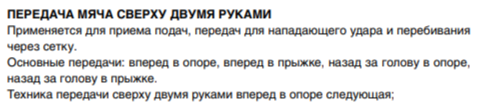 ПЕРЕДАЧА МЯЧА СВЕРХУ ДВУМЯ РУКАМИ
Применяется для приема подач, передач для нападающего удара и перебивания
через сетку.
Основные передачи: вперед в опоре, вперед в прыжке, назад за голову в опоре,
назад за голову в прыжке.
Техника передачи сверху двумя руками вперед в опоре следующая;